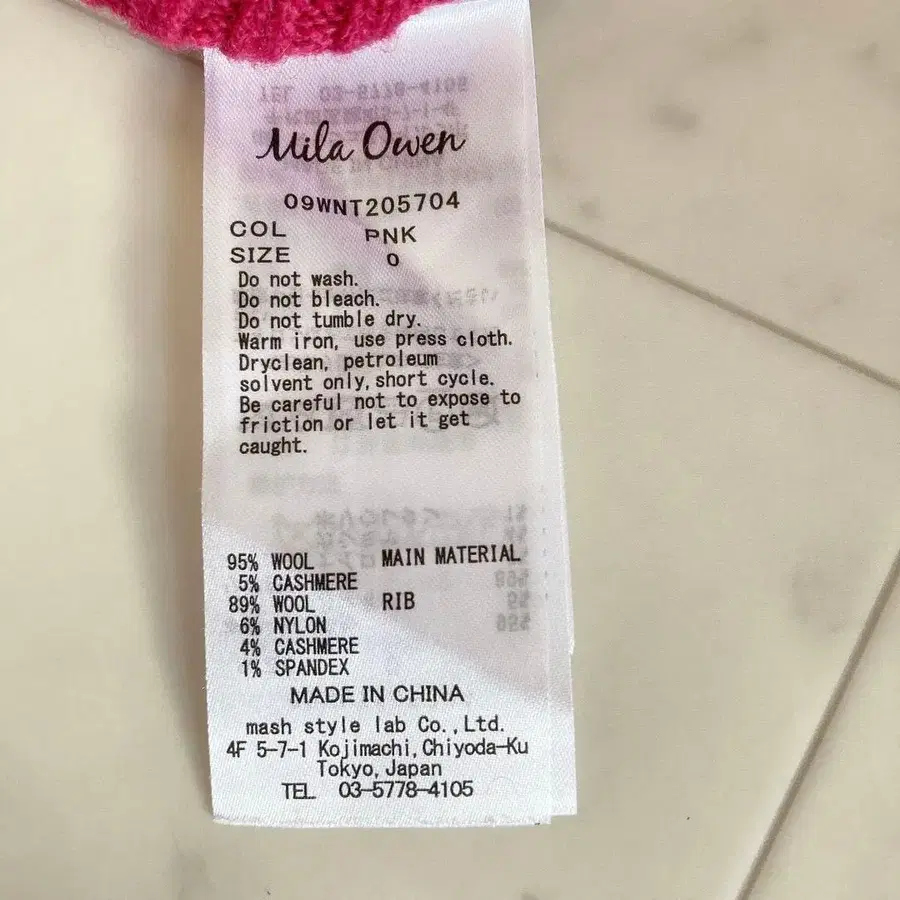 Mila Owen
09WNT205704
COL PNK
SIZE 0
Do not wash.
Do not bleach.
Do not tumble dry.
Warm iron, use press cloth.
Dryclean, petroleum
solvent only, short cycle.
Be careful not to expose to
friction or let it get
caught.
95% WOOL MAIN MATERIAL
5% CASHMERE
89% WOOL RIB
6% NYLON
4% CASHMERE
1% SPANDEX
MADE IN CHINA
mash style lab Co.,Ltd.
4F 5-7-1 Kojimachi,Chiyoda-Ku
Tokyo,Japan
TEL 03-5778-4105